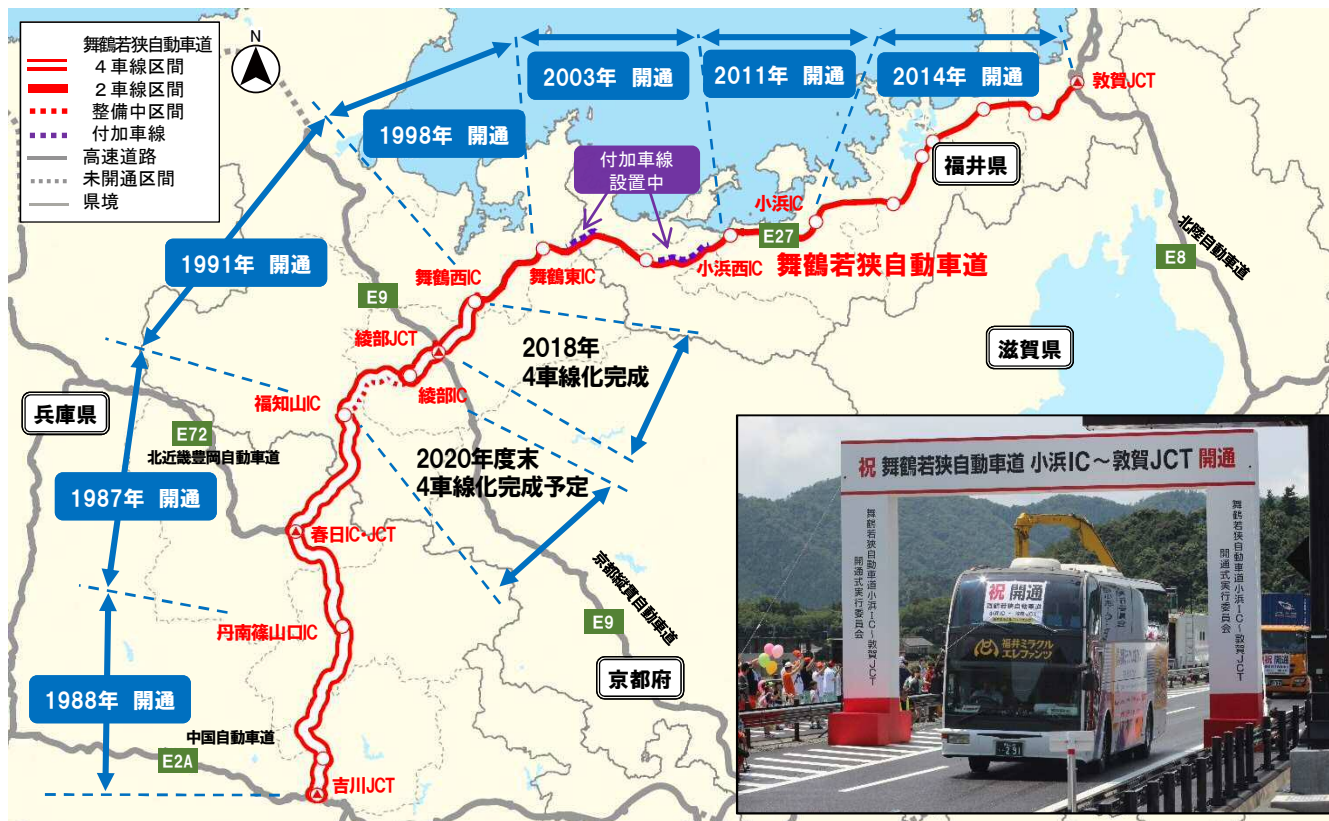 舞鶴若狭自動車道
4車線区間
2車線区間
整備中区間
付加車線
高速道路
未開通区間
県境
N
2003年 開通
2011年 開通
2014年 開通
1998年 開通
1991年 開通
1987年 開通
1988年 開通
付加車線
設置中
敦賀JCT
福井県
小浜IC
E27
小浜西IC
舞鶴若狭自動車道
舞鶴東IC
舞鶴西IC
北陸自動車道
E8
E9
綾部JCT
綾部IC
2018年
4車線化完成
滋賀県
兵庫県
福知山IC
E72
北近畿豊岡自動車道
2020年度末
4車線化完成予定
春日IC・JCT
京都縦貫自動車道
E9
京都府
丹南篠山口IC
中国自動車道
E2A
吉川JCT
祝 舞鶴若狭自動車道 小浜IC～敦賀JCT 開通
舞鶴若狭自動車道小浜IC～敦賀JCT
開通式実行委員会
舞鶴若狭自動車道小浜IC～敦賀JCT
開通式実行委員会
祝 開通
舞鶴若狭自動車道
福井ミラクル
エレファンツ
・291
祝 開通